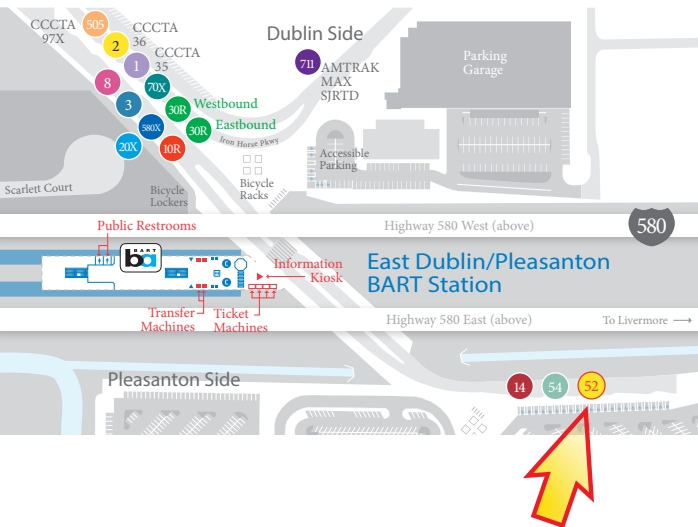 CCCTA
97X
505
CCCTA
36
2
CCCTA
35
1
8
70X
3
30R
Westbound
580X
30R
Eastbound
20X
10R
Iron Horse Pkwy
Dublin Side
711
AMTRAK
MAX
SJRTD
Parking
Garage
Accessible
Parking
Scarlett Court
Bicycle
Lockers
Bicycle
Racks
Public Restrooms
Highway 580 West (above)
580
BART
ba
Information
Kiosk
East Dublin/Pleasanton
BART Station
C
C
Transfer
Machines
Ticket
Machines
Highway 580 East (above)
To Livermore
Pleasanton Side
14
54
52